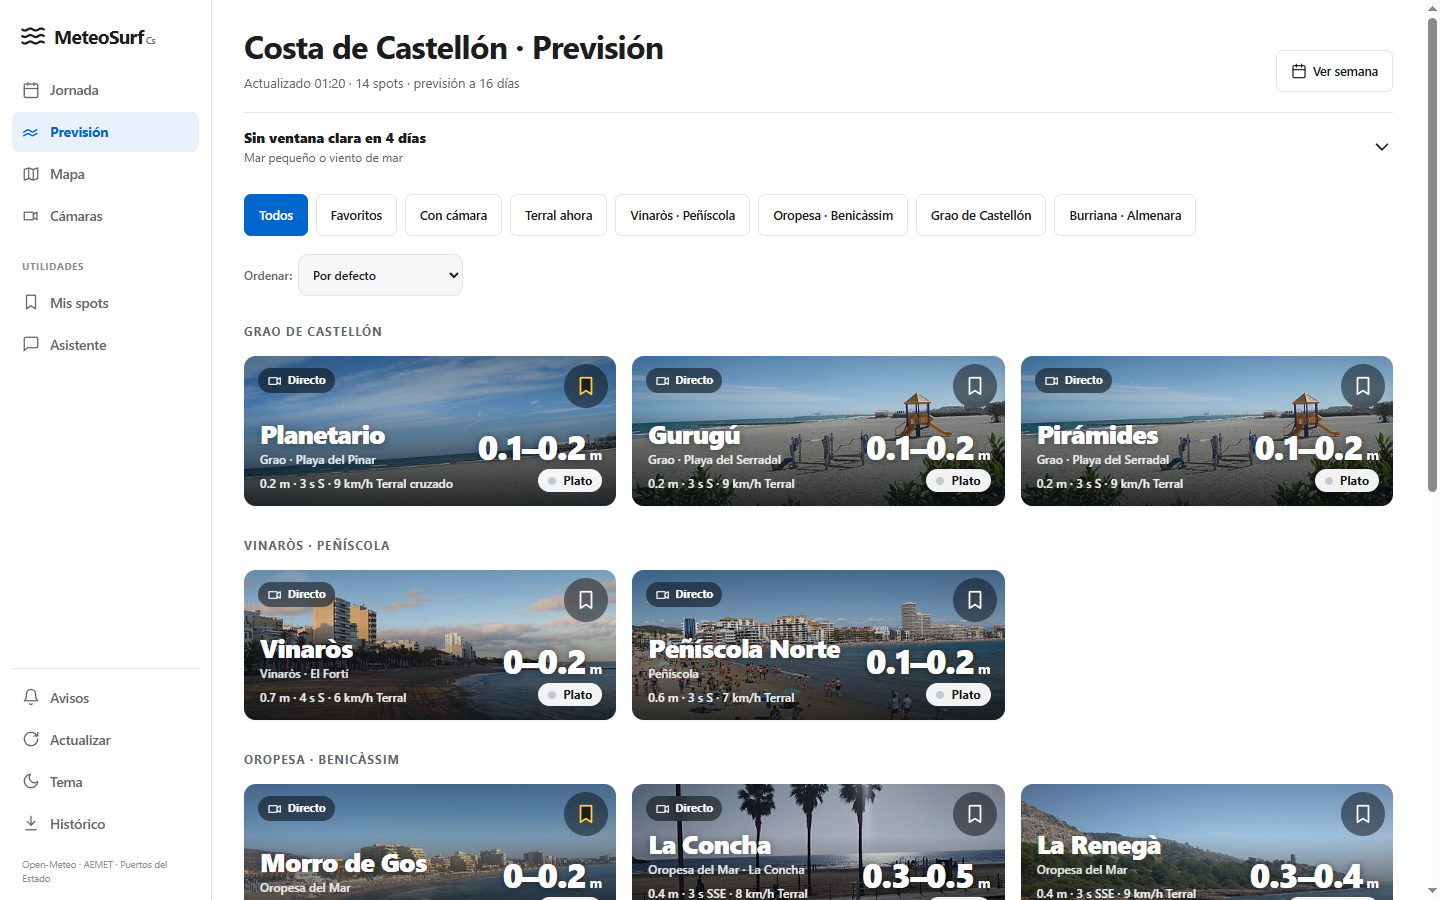 MeteoSurf Cs
Jornada
Previsión
Mapa
Cámaras
UTILIDADES
Mis spots
Asistente
Avisos
Actualizar
Tema
Histórico
Open-Meteo · AEMET · Puertos del
Estado
Costa de Castellón · Previsión
Actualizado 01:20 · 14 spots · previsión a 16 días
Ver semana
Sin ventana clara en 4 días
Mar pequeño o viento de mar
Todos
Favoritos
Con cámara
Terral ahora
Vinaròs · Peñíscola
Oropesa · Benicàssim
Grao de Castellón
Burriana · Almenara
Ordenar:
Por defecto
GRAO DE CASTELLÓN
Directo
Planetario
Grao · Playa del Pinar
0.2 m · 3 s S · 9 km/h Terral cruzado
0.1–0.2 m
Plato
Directo
Gurugú
Grao · Playa del Serradal
0.2 m · 3 s S · 9 km/h Terral
0.1–0.2 m
Plato
Directo
Pirámides
Grao · Playa del Serradal
0.2 m · 3 s S · 9 km/h Terral
0.1–0.2 m
Plato
VINARÒS · PEÑÍSCOLA
Directo
Vinaròs
Vinaròs · El Fortí
0.7 m · 4 s S · 6 km/h Terral
0–0.2 m
Plato
Directo
Peñíscola Norte
Peñíscola
0.6 m · 3 s S · 7 km/h Terral
0.1–0.2 m
Plato
OROPESA · BENICÀSSIM
Directo
Morro de Gos
Oropesa del Mar
0–0.2 m
Directo
La Concha
Oropesa del Mar · La Concha
0.4 m · 3 s SSE · 8 km/h Terral
0.3–0.5 m
La Renegà
Oropesa del Mar
0.4 m · 3 s SSE · 9 km/h Terral
0.3–0.4 m